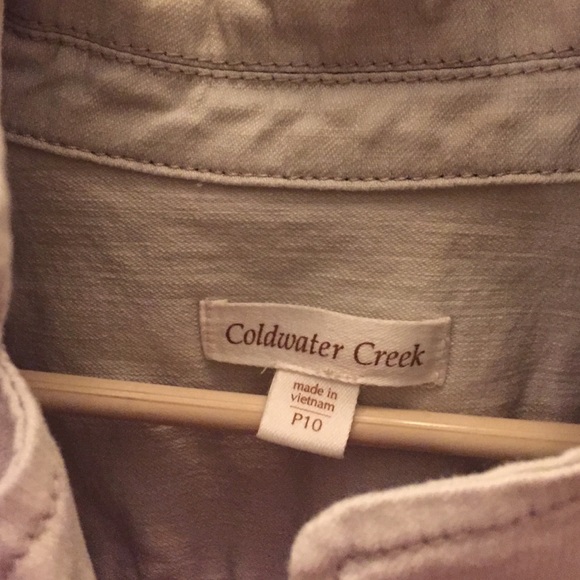 Coldwater Creek
made in
vietnam
P10